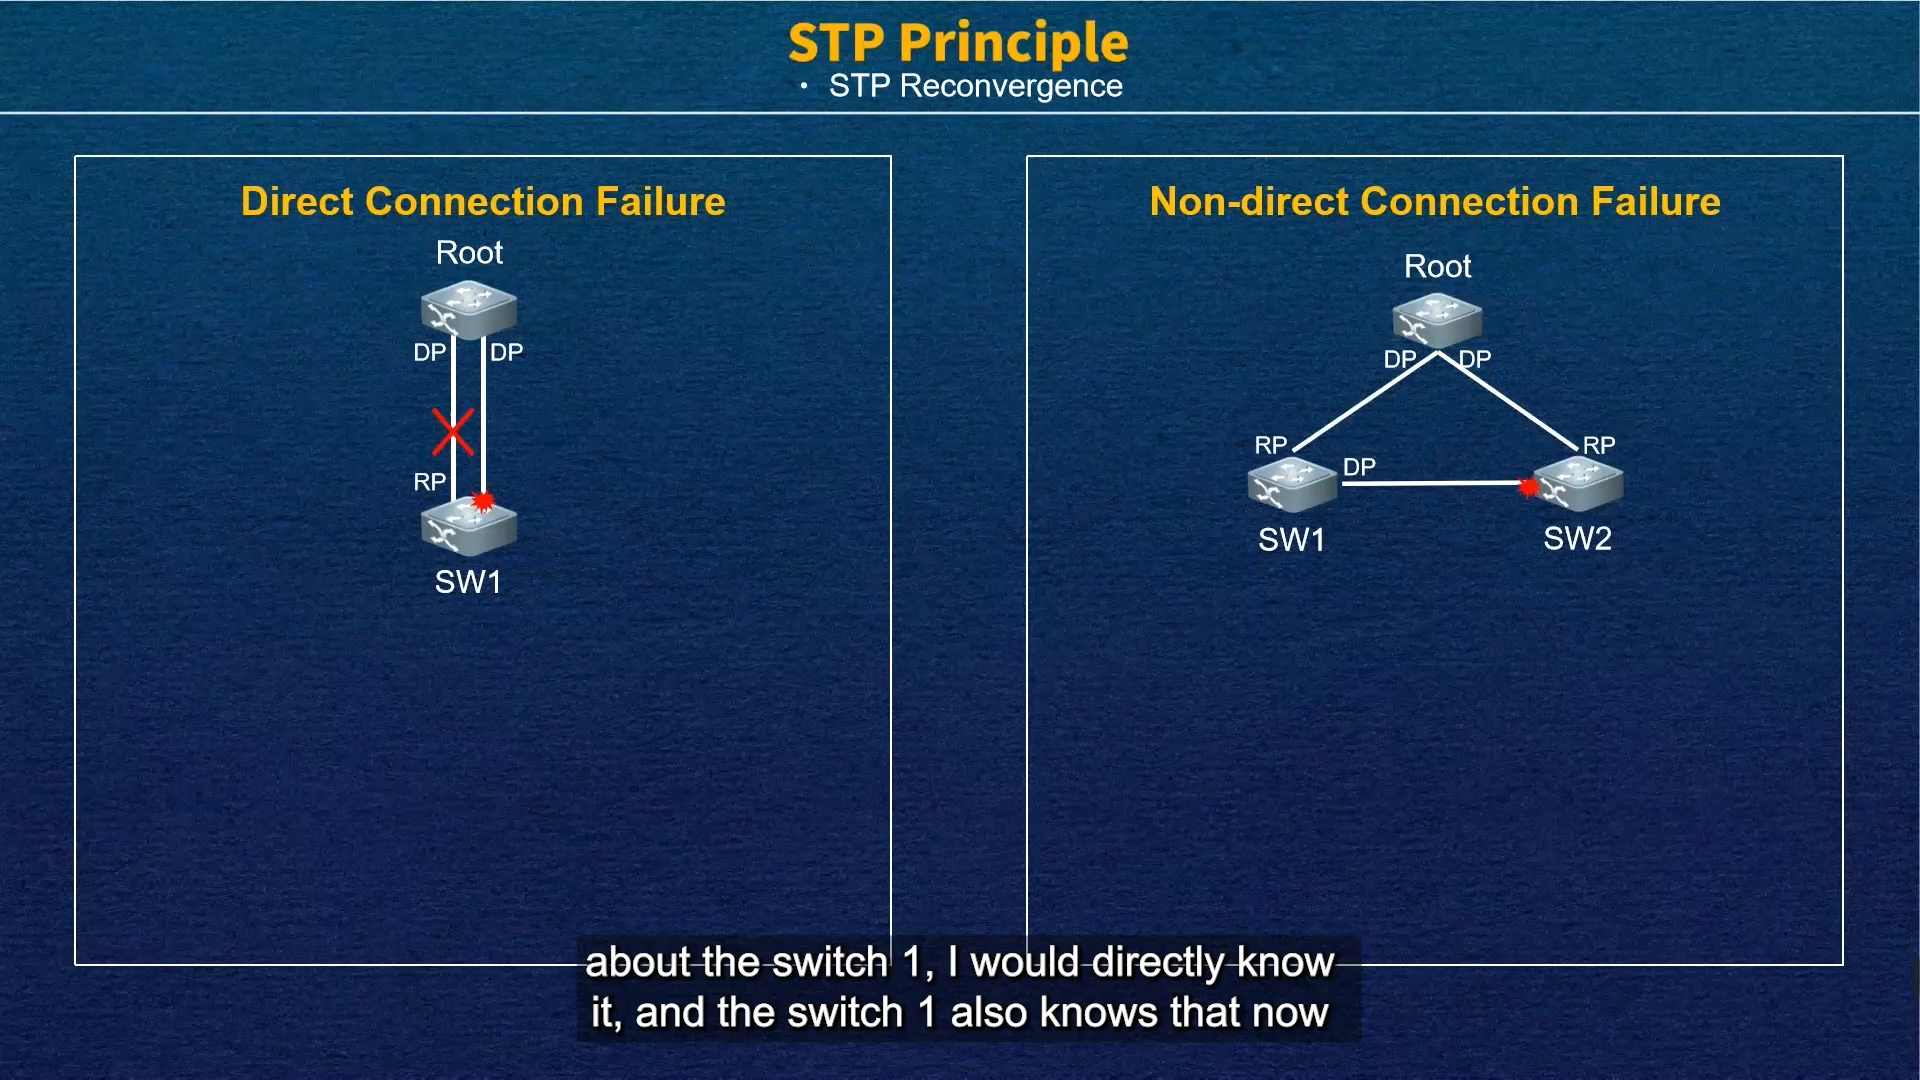 STP Principle
· STP Reconvergence
Direct Connection Failure
Root
DP DP
RP
SW1
Non-direct Connection Failure
Root
DP DP
RP RP
DP
SW1 SW2
about the switch 1, I would directly know
it, and the switch 1 also knows that now